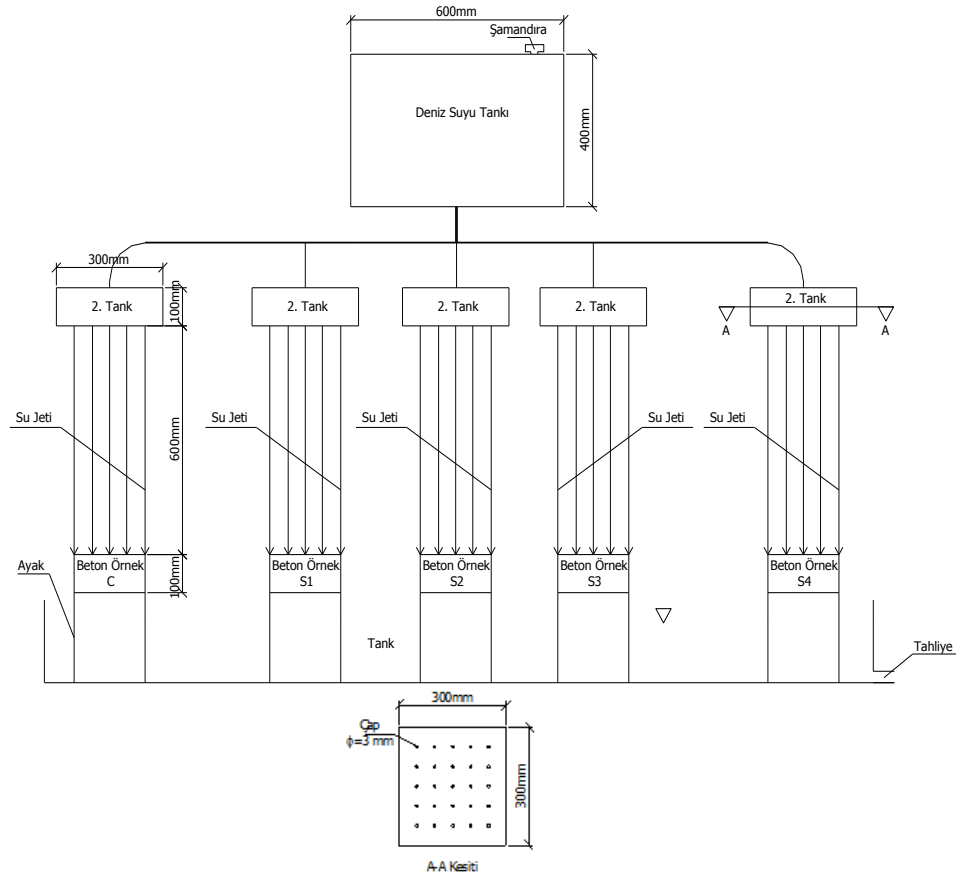 600mm
Şamandıra
Deniz Suyu Tankı
400mm
300mm
100mm
2. Tank
2. Tank
2. Tank
2. Tank
2. Tank
A
A
Su Jeti
Su Jeti
Su Jeti
Su Jeti
Su Jeti
600mm
Ayak
Beton Örnek
C
100mm
Beton Örnek
S1
Beton Örnek
S2
Beton Örnek
S3
Beton Örnek
S4
Tank
Tahliye
300mm
Çap
ϕ=3 mm
300mm
A-A Kesiti